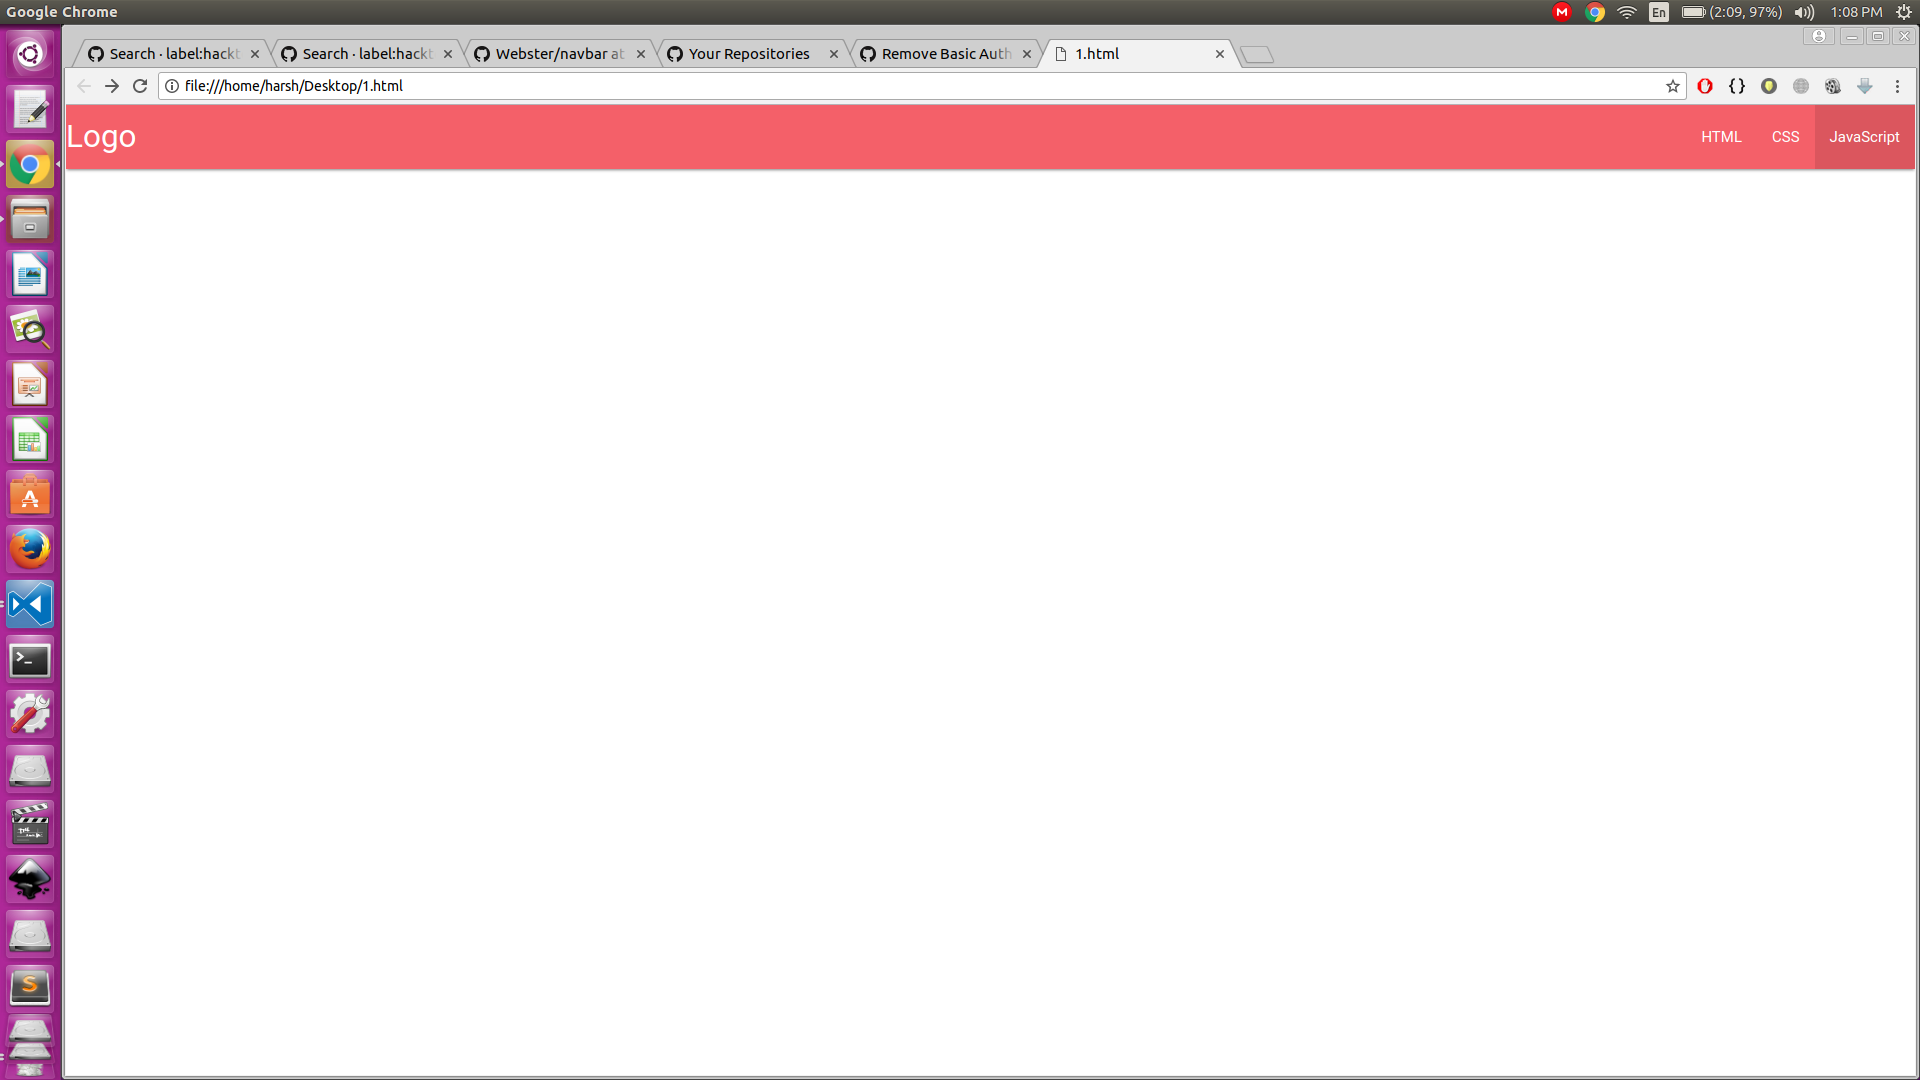 Google Chrome
M
En
(2:09, 97%)
1:08 PM
Search · label:hackt
Search · label:hackt
Webster/navbar at
Your Repositories
Remove Basic Auth
1.html
file:///home/harsh/Desktop/1.html
{}
Logo
HTML
CSS
JavaScript
A
>_
S